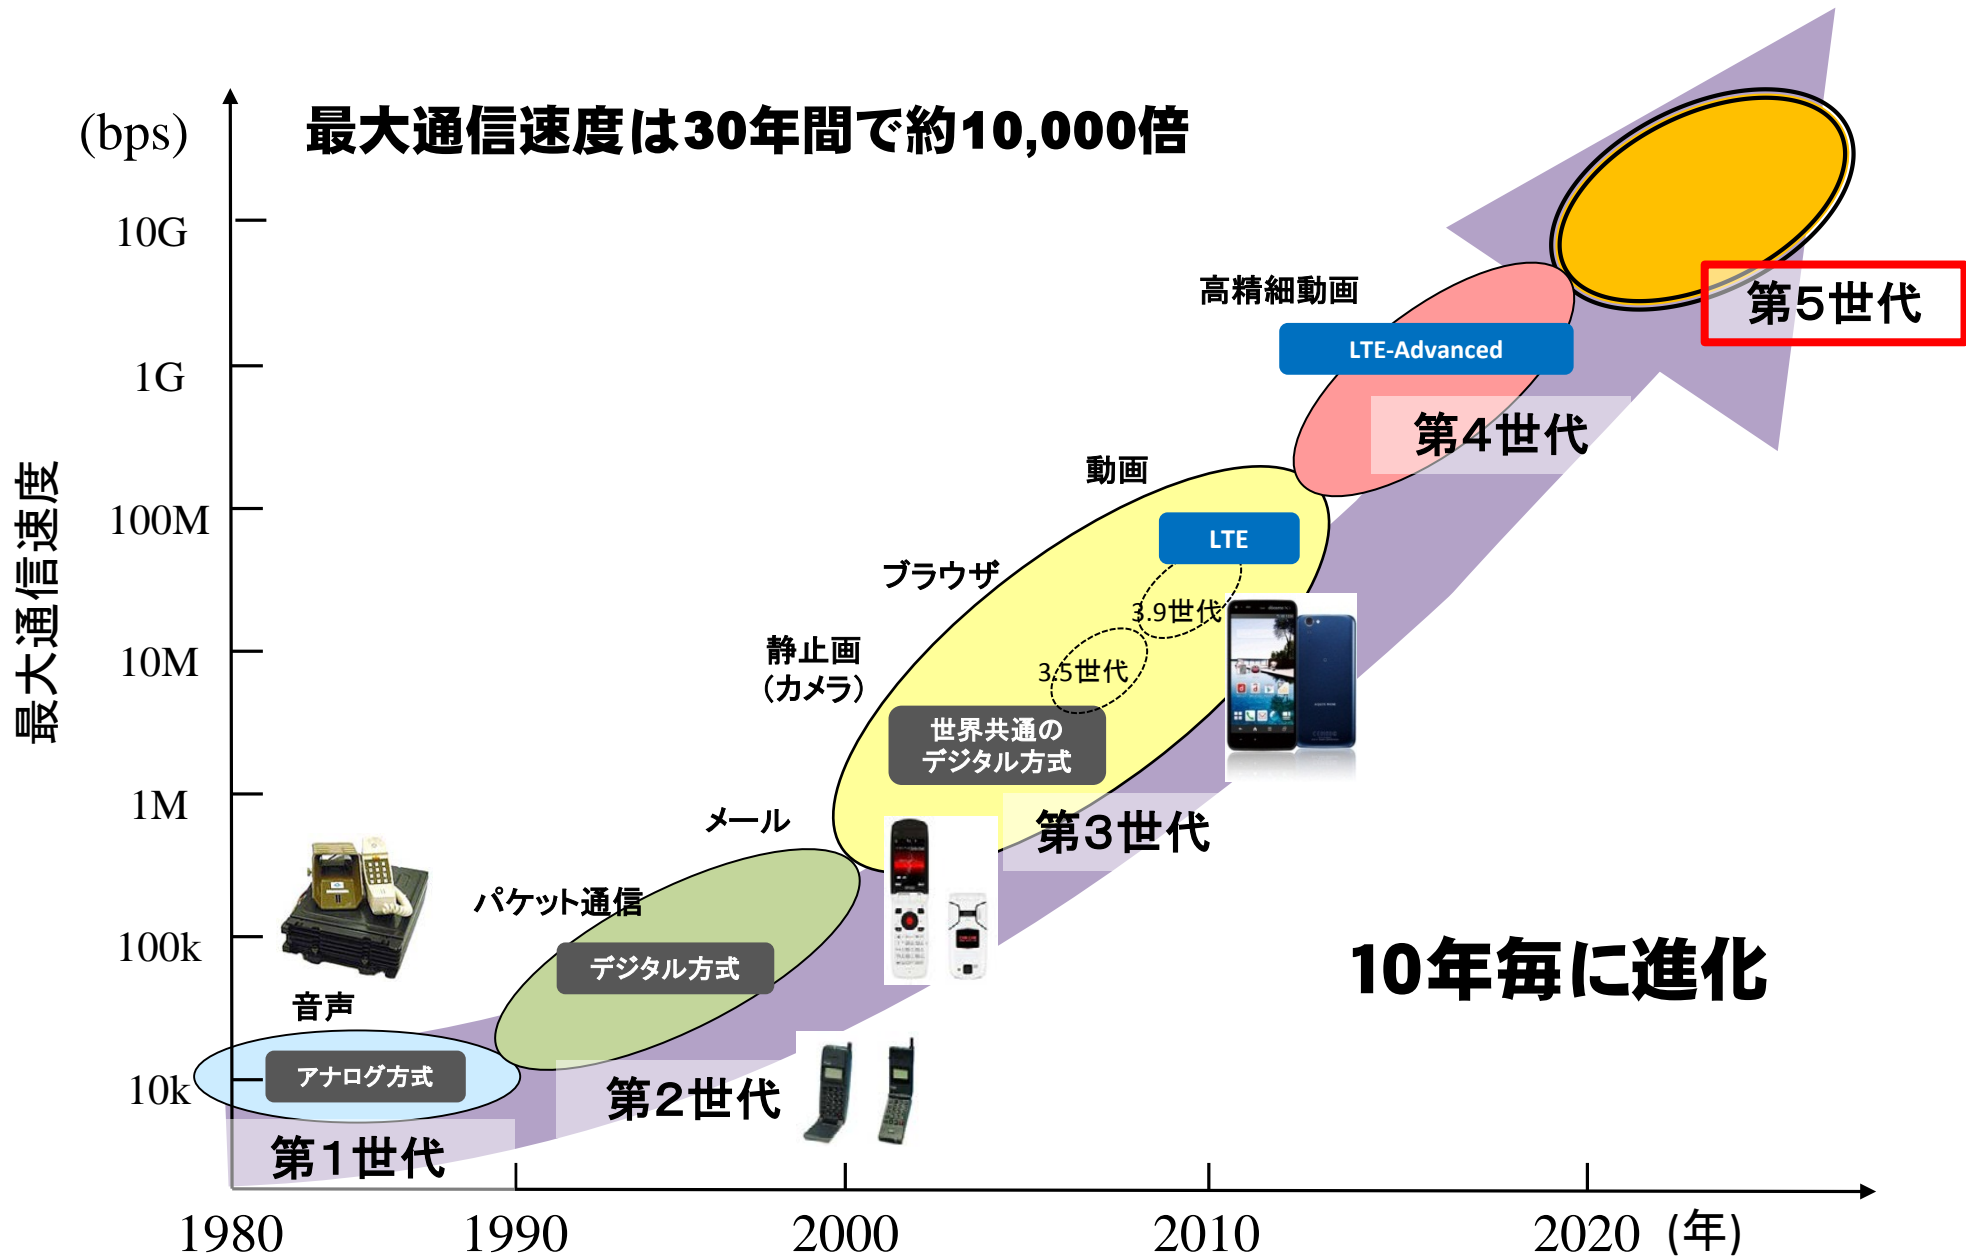 最大通信速度は30年間で約10,000倍
(bps)
10G
1G
100M
10M
1M
100k
10k
最大通信速度
第5世代
高精細動画
LTE-Advanced
第4世代
動画
LTE
ブラウザ
3.9世代
静止画
(カメラ)
3.5世代
世界共通の
デジタル方式
第3世代
メール
パケット通信
デジタル方式
第2世代
音声
アナログ方式
第1世代
10年毎に進化
1980
1990
2000
2010
2020
(年)